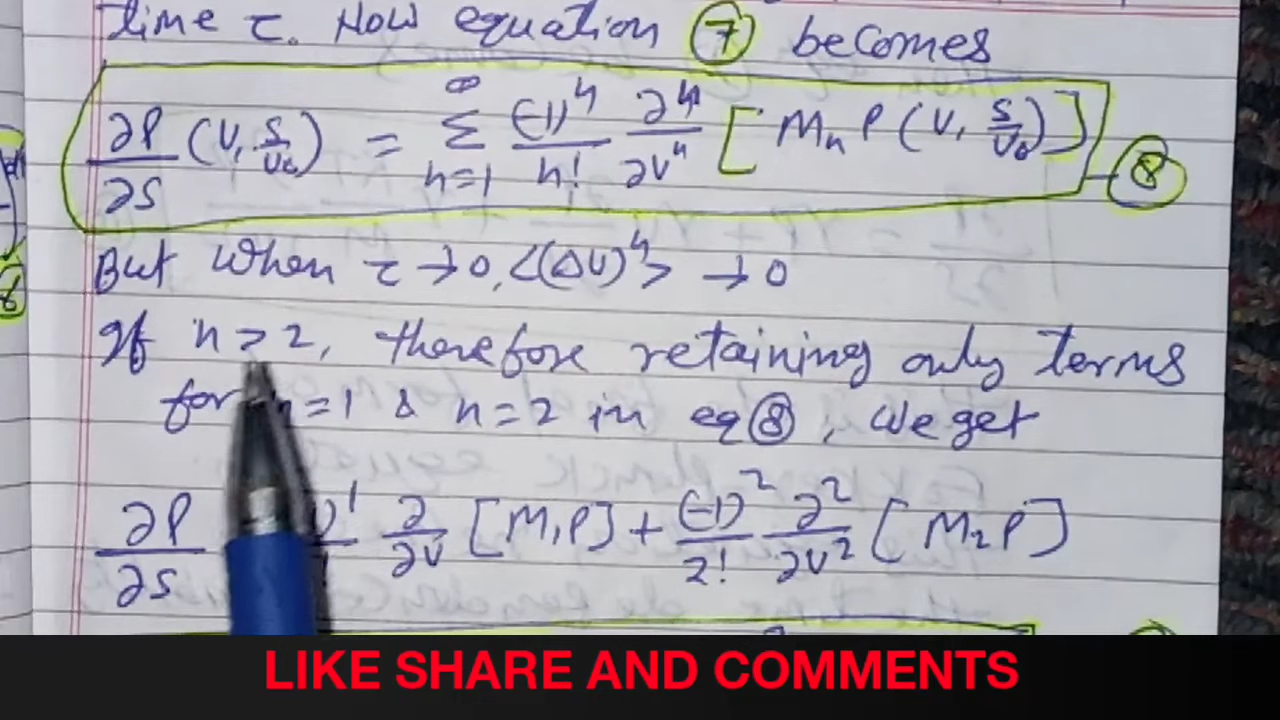 time τ. Now equation ⑦ becomes
∂P/∂s (v, s/v₀) = ∞ Σ n=1 (-1)ⁿ/n! ∂ⁿ/∂vⁿ [ Mₙ P (v, s/v₀) ] — ⑧
But when τ → 0, <(Δv)ⁿ> → 0
If n > 2, therefore retaining only terms
for n = 1 & n = 2 in eq ⑧, we get
∂P/∂s )¹ ∂/∂v [M₁P] + (-1)²/2! ∂²/∂v² [ M₂P ]
LIKE SHARE AND COMMENTS